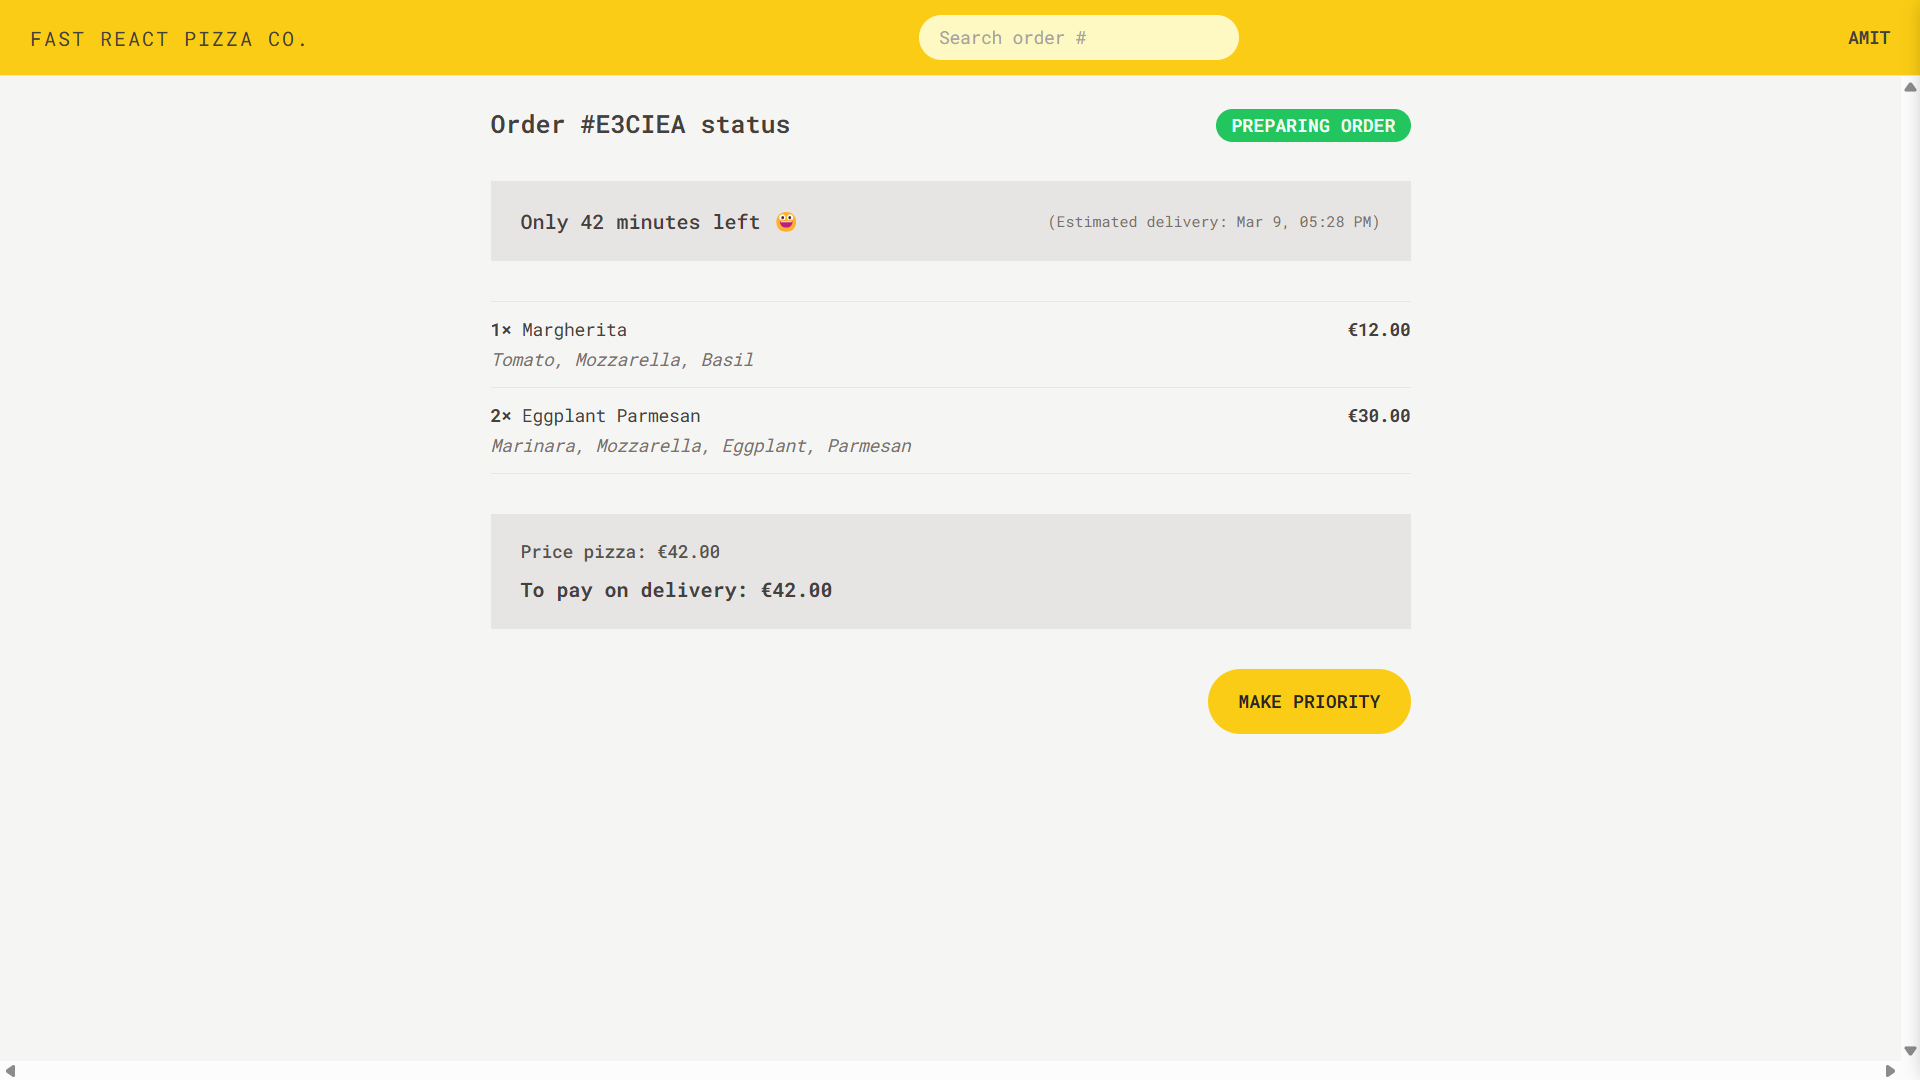 FAST REACT PIZZA CO.
Search order #
AMIT
Order #E3CIEA status
PREPARING ORDER
Only 42 minutes left 😀
(Estimated delivery: Mar 9, 05:28 PM)
1× Margherita
€12.00
Tomato, Mozzarella, Basil
2× Eggplant Parmesan
€30.00
Marinara, Mozzarella, Eggplant, Parmesan
Price pizza: €42.00
To pay on delivery: €42.00
MAKE PRIORITY